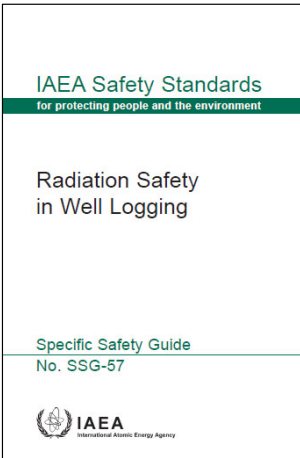 IAEA Safety Standards
for protecting people and the environment
Radiation Safety
in Well Logging
Specific Safety Guide
No. SSG-57
IAEA
International Atomic Energy Agency